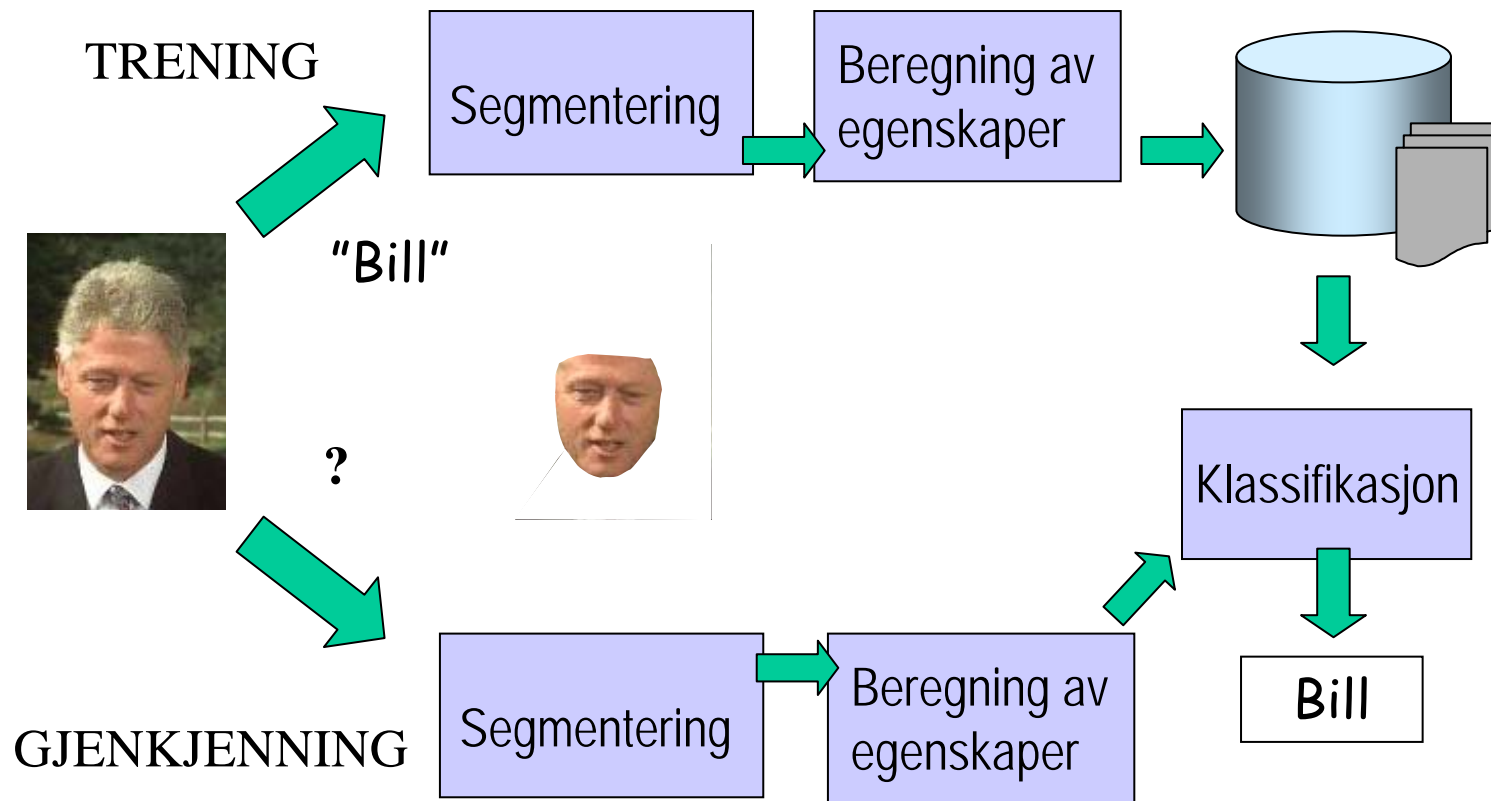 TRENING
Segmentering
Beregning av
egenskaper
"Bill"
?
Klassifikasjon
GJENKJENNING
Segmentering
Beregning av
egenskaper
Bill